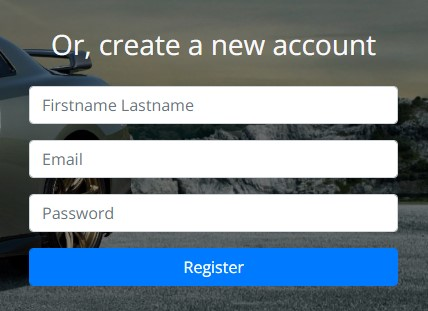 Or, create a new account
Firstname Lastname
Email
Password
Register